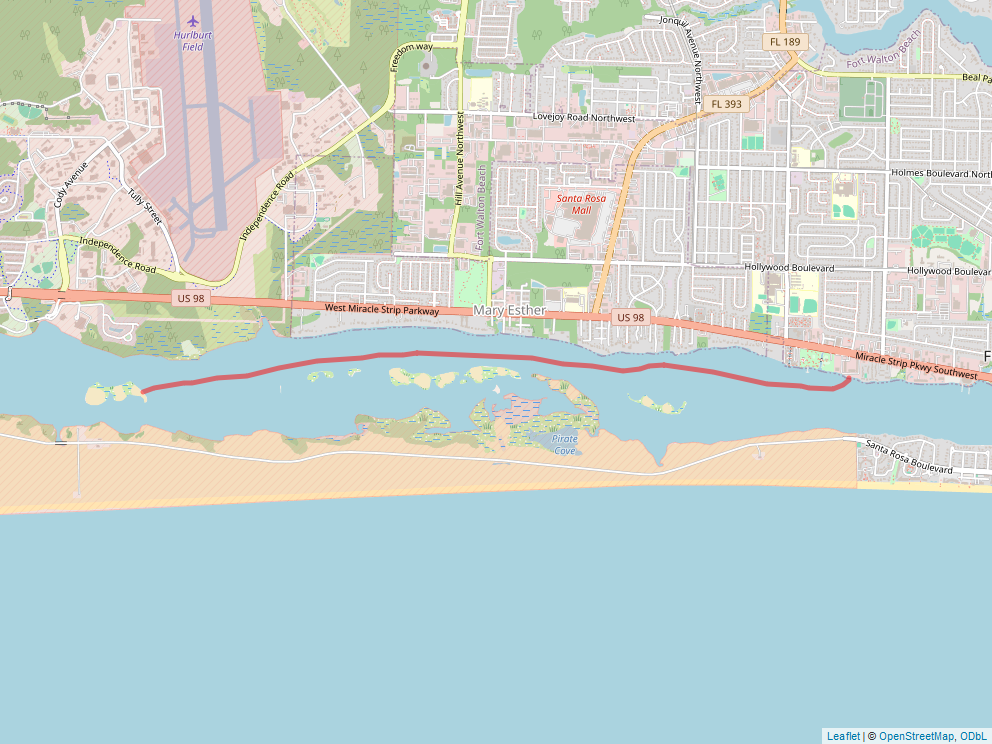 Jonquil Avenue Northwest
FL 189
Hurlburt
Field
Freedom way
Fort Walton Beach
Beal Pa
FL 393
Lovejoy Road Northwest
Hill Avenue Northwest
Cody Avenue
Tully Street
Independence Road
Fort Walton Beach
Holmes Boulevard North
Santa Rosa
Mall
Independence Road
Hollywood Boulevard
Hollywood Boulevar
US 98
West Miracle Strip Parkway
Mary Esther
US 98
F
Miracle Strip Pkwy Southwest
Pirate
Cove
Santa Rosa Boulevard
Leaflet | © OpenStreetMap, ODbL